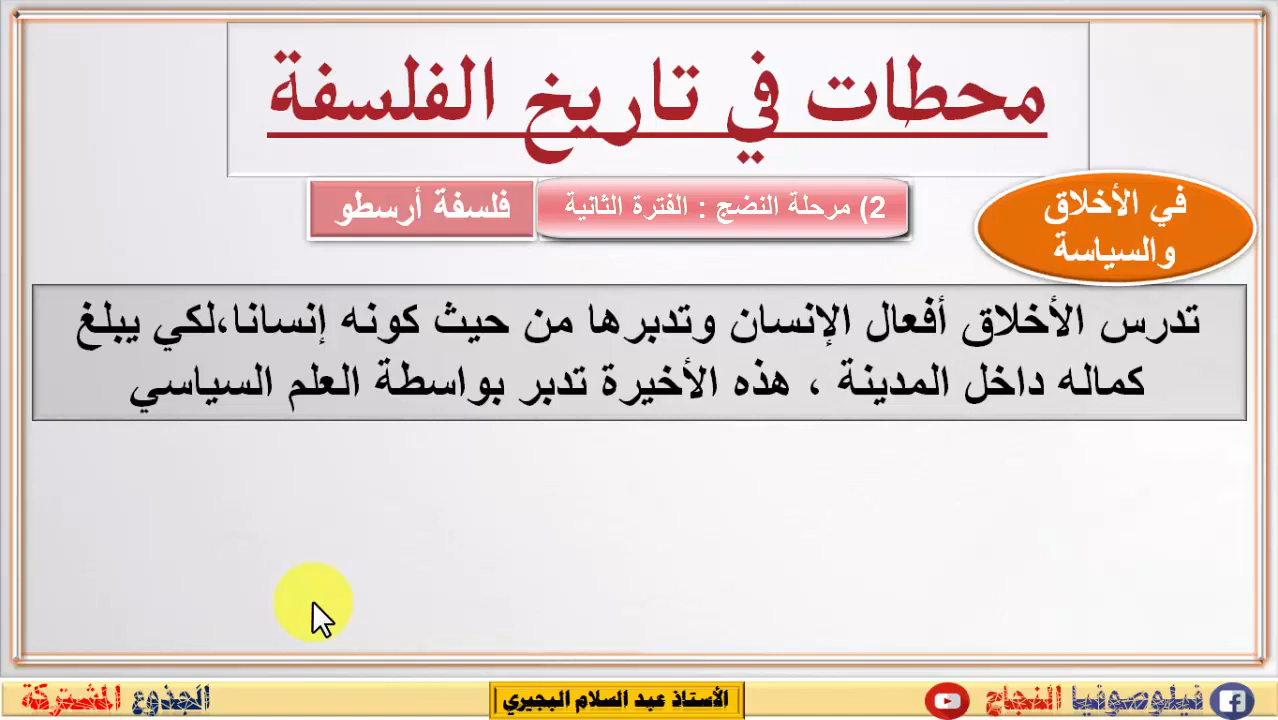 محطات في تاريخ الفلسفة
في الأخلاق
والسياسة
2) مرحلة النضج : الفترة الثانية
فلسفة أرسطو
تدرس الأخلاق أفعال الإنسان وتدبرها من حيث كونه إنسانا،لكي يبلغ
كماله داخل المدينة ، هذه الأخيرة تدبر بواسطة العلم السياسي
فيلوصوفيا النجاح
الأستاذ عبد السلام البجيري
الجذوع المشتركة